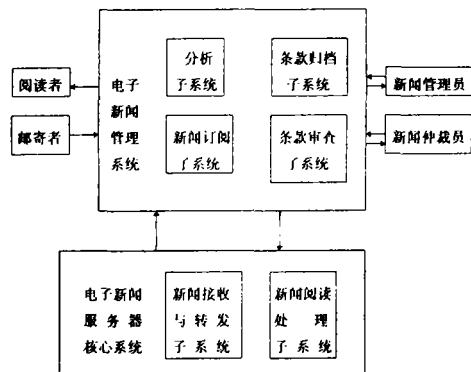 阅读者
邮寄者
电子
新闻
管理
系统
分析
子系统
条款归档
子系统
新闻订阅
子系统
条款审查
子系统
新闻管理员
新闻仲裁员
电子新闻
服务器
核心系统
新闻接收
与转发
子系统
新闻阅读
处理
子系统